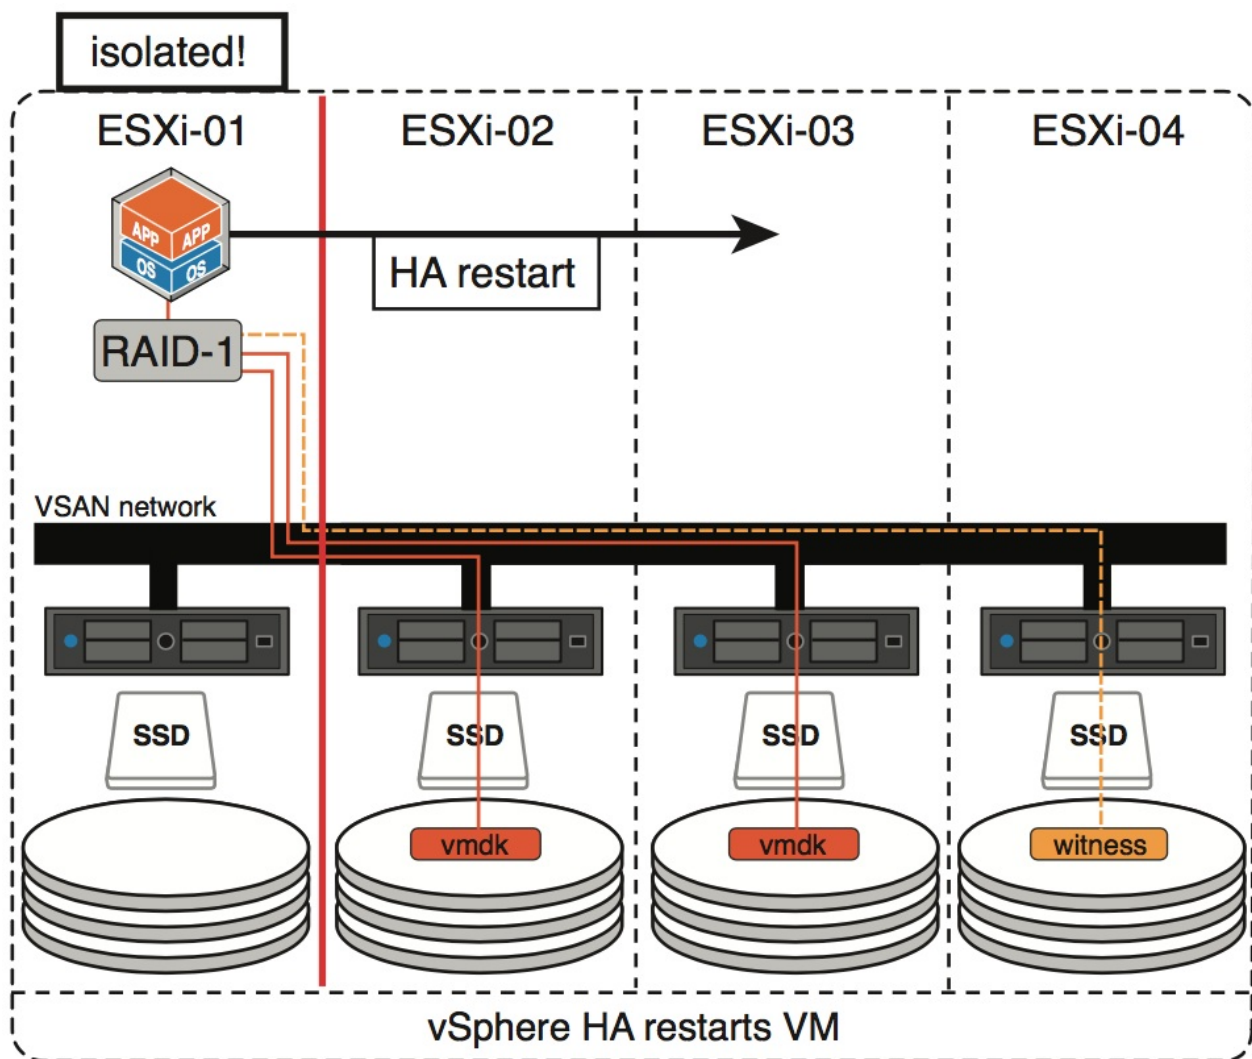 isolated!
ESXi-01
ESXi-02
ESXi-03
ESXi-04
APP APP
OS OS
HA restart
RAID-1
VSAN network
SSD
SSD
SSD
SSD
vmdk
vmdk
witness
vSphere HA restarts VM